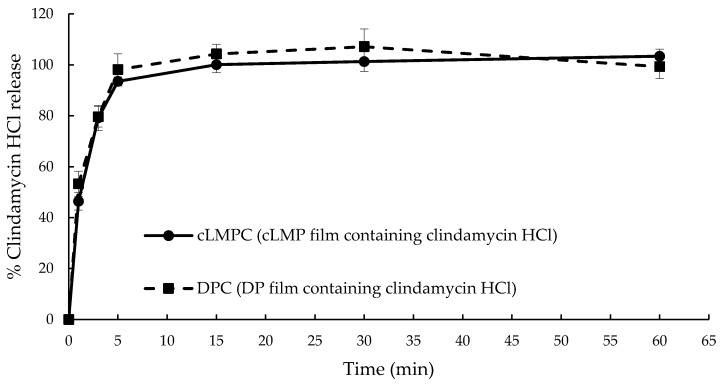 % Clindamycin HCl release
120
100
80
60
40
20
0
cLMPC (cLMP film containing clindamycin HCl)
DPC (DP film containing clindamycin HCl)
0 5 10 15 20 25 30 35 40 45 50 55 60 65
Time (min)